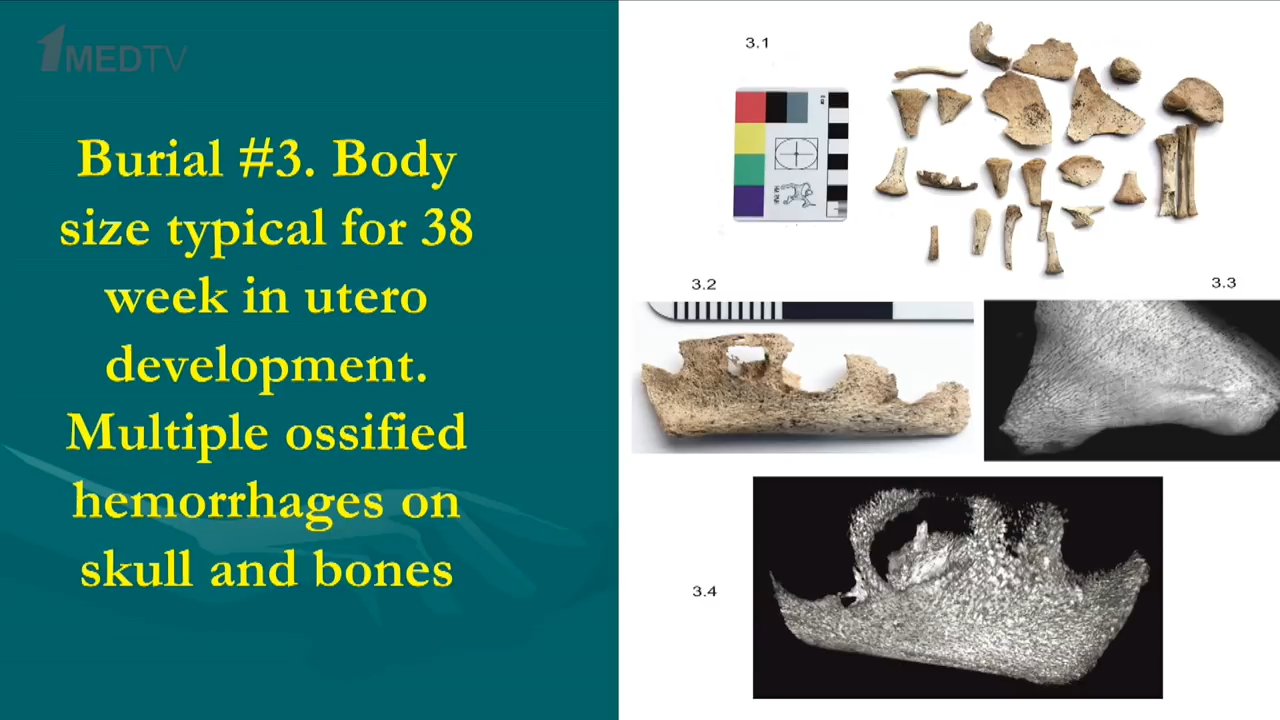 1MEDTV
Burial #3. Body
size typical for 38
week in utero
development.
Multiple ossified
hemorrhages on
skull and bones
3.1
3.2
3.3
3.4